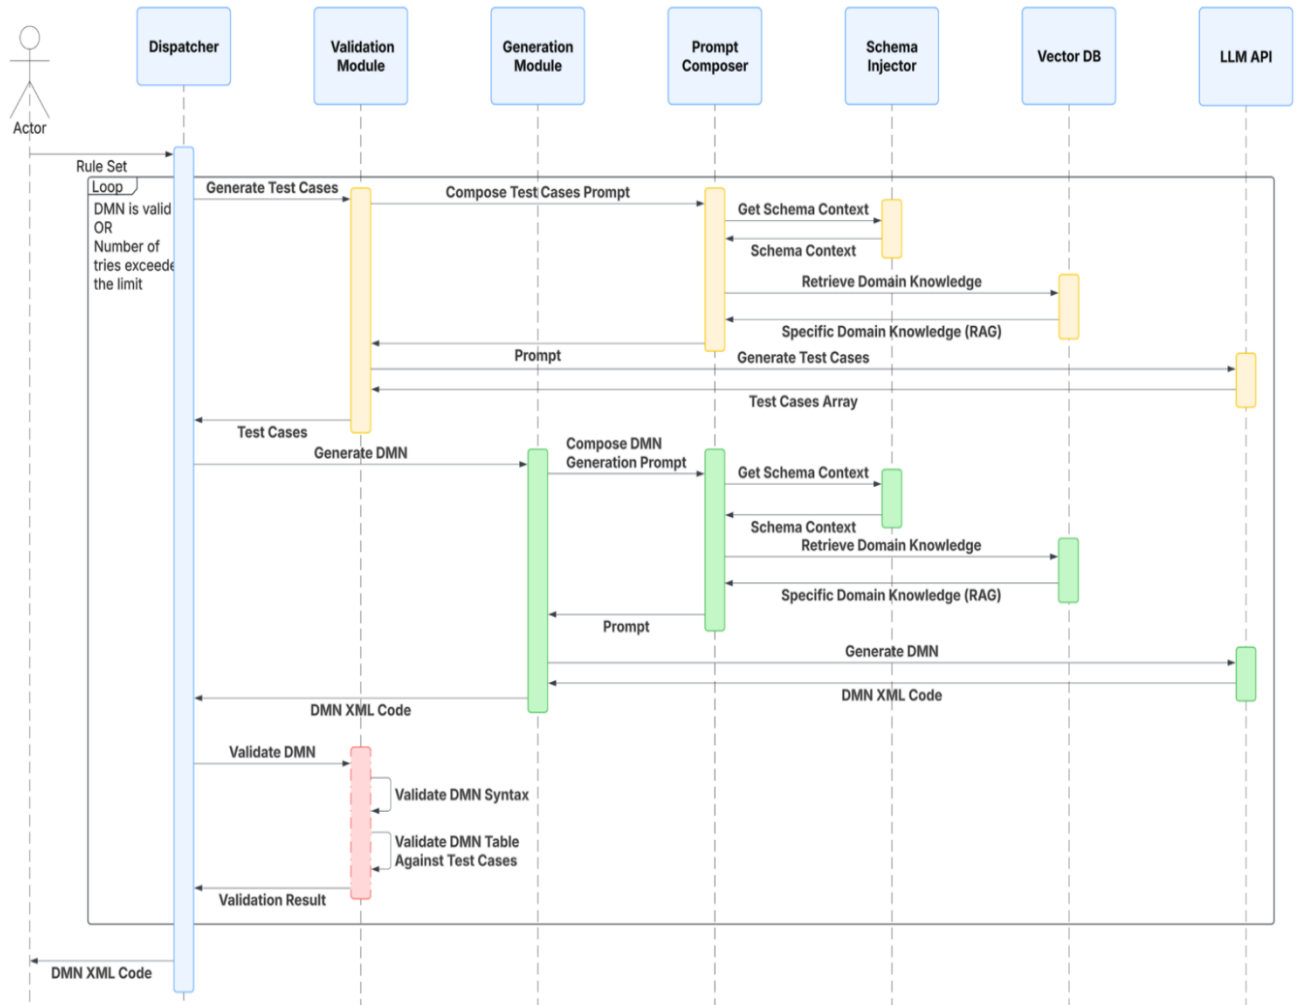 Dispatcher
Validation
Module
Generation
Module
Prompt
Composer
Schema
Injector
Vector DB
LLM API
Actor
Rule Set
Loop
DMN is valid
OR
Number of
tries exceede
the limit
Generate Test Cases
Compose Test Cases Prompt
Get Schema Context
Schema Context
Retrieve Domain Knowledge
Specific Domain Knowledge (RAG)
Prompt
Generate Test Cases
Test Cases Array
Test Cases
Generate DMN
Compose DMN
Generation Prompt
Get Schema Context
Schema Context
Retrieve Domain Knowledge
Specific Domain Knowledge (RAG)
Prompt
Generate DMN
DMN XML Code
DMN XML Code
Validate DMN
Validate DMN Syntax
Validate DMN Table
Against Test Cases
Validation Result
DMN XML Code